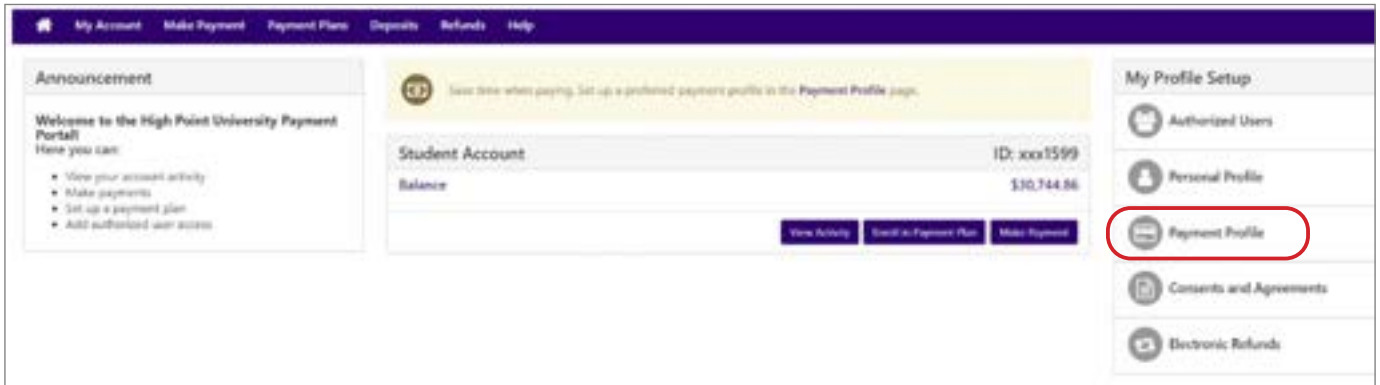 My Account Make Payment Payment Plans Deposits Refunds Help
Announcement
Welcome to the High Point University Payment
Portal!
Here you can:
View your account activity
Make payments
Set up a payment plan
Add authorized user access
Save time when paying. Set up a preferred payment profile in the Payment Profile page.
Student Account ID: xxx1599
Balance $30,744.86
View Activity Enroll in Payment Plan Make Payment
My Profile Setup
Authorized Users
Personal Profile
Payment Profile
Consents and Agreements
Electronic Refunds